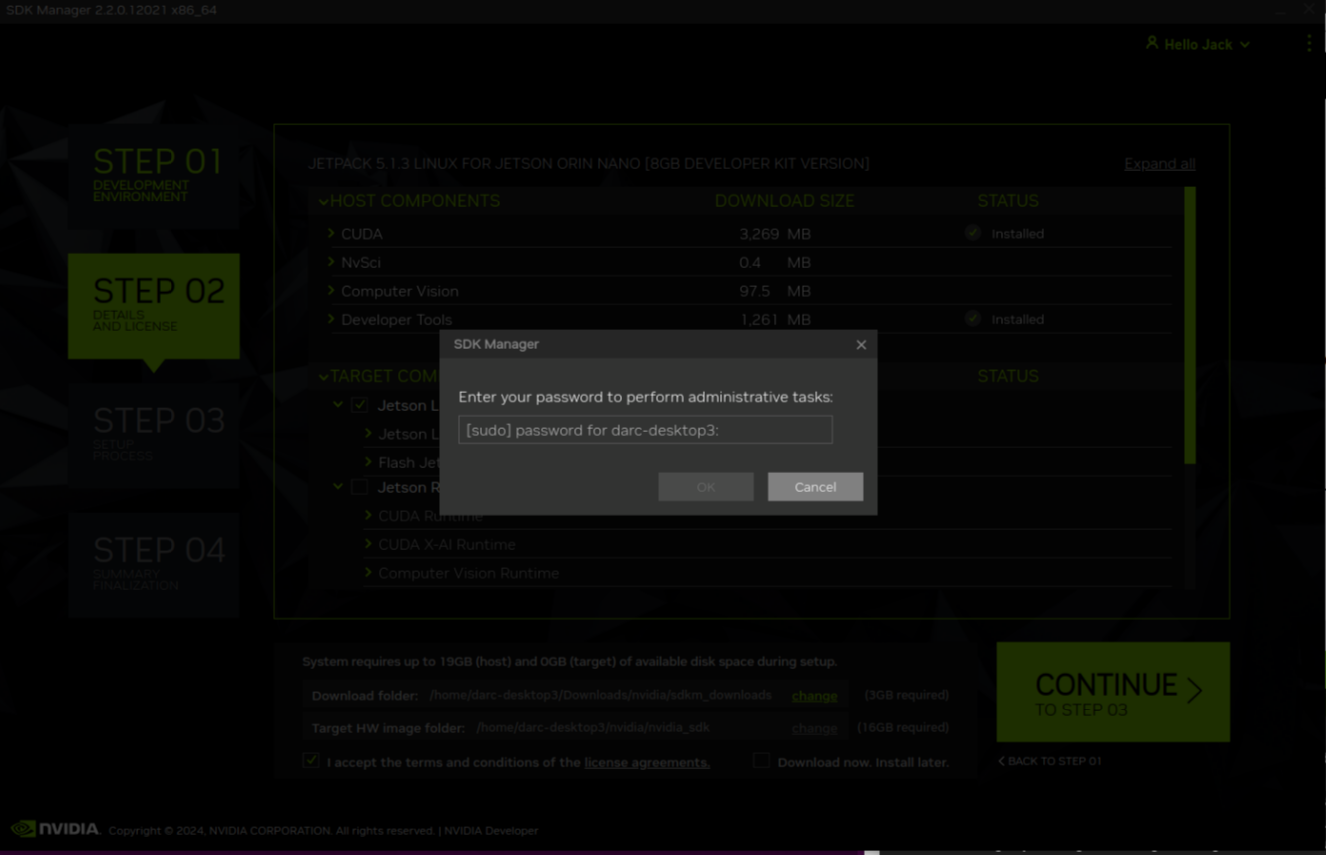 SDK Manager 2.2.0.12021 x86_64
Hello Jack
STEP 01
DEVELOPMENT
ENVIRONMENT
STEP 02
DETAILS
AND LICENSE
STEP 03
SETUP
PROCESS
STEP 04
SUMMARY
FINALIZATION
JETPACK 5.1.3 LINUX FOR JETSON ORIN NANO [8GB DEVELOPER KIT VERSION] Expand all
HOST COMPONENTS DOWNLOAD SIZE STATUS
CUDA 3,269 MB Installed
NvSci 0.4 MB
Computer Vision 97.5 MB
Developer Tools 1,261 MB Installed
TARGET COM STATUS
Jetson L
Jetson L
Flash Jet
Jetson R
CUDA Runtime
CUDA X-AI Runtime
Computer Vision Runtime
SDK Manager
Enter your password to perform administrative tasks:
[sudo] password for darc-desktop3:
OK Cancel
System requires up to 19GB (host) and 0GB (target) of available disk space during setup.
Download folder: /home/darc-desktop3/Downloads/nvidia/sdkm_downloads change (3GB required)
Target HW image folder: /home/darc-desktop3/nvidia/nvidia_sdk change (16GB required)
I accept the terms and conditions of the license agreements. Download now. Install later.
CONTINUE
TO STEP 03
BACK TO STEP 01
NVIDIA. Copyright © 2024, NVIDIA CORPORATION. All rights reserved. | NVIDIA Developer